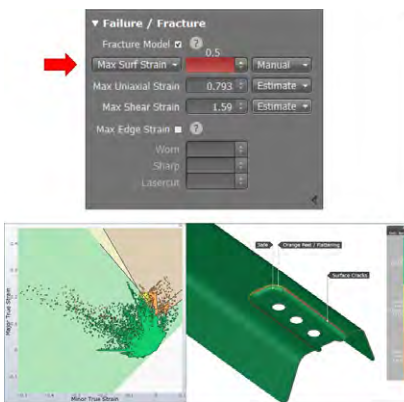 Failure / Fracture
Fracture Model ?
0.5
Max Surf Strain Manual
Max Uniaxial Strain 0.793 Estimate
Max Shear Strain 1.59 Estimate
Max Edge Strain ?
Worn
Sharp
Lasercut
Safe
Orange Peel / Flattening
Surface Cracks
Major True Strain
Minor True Strain